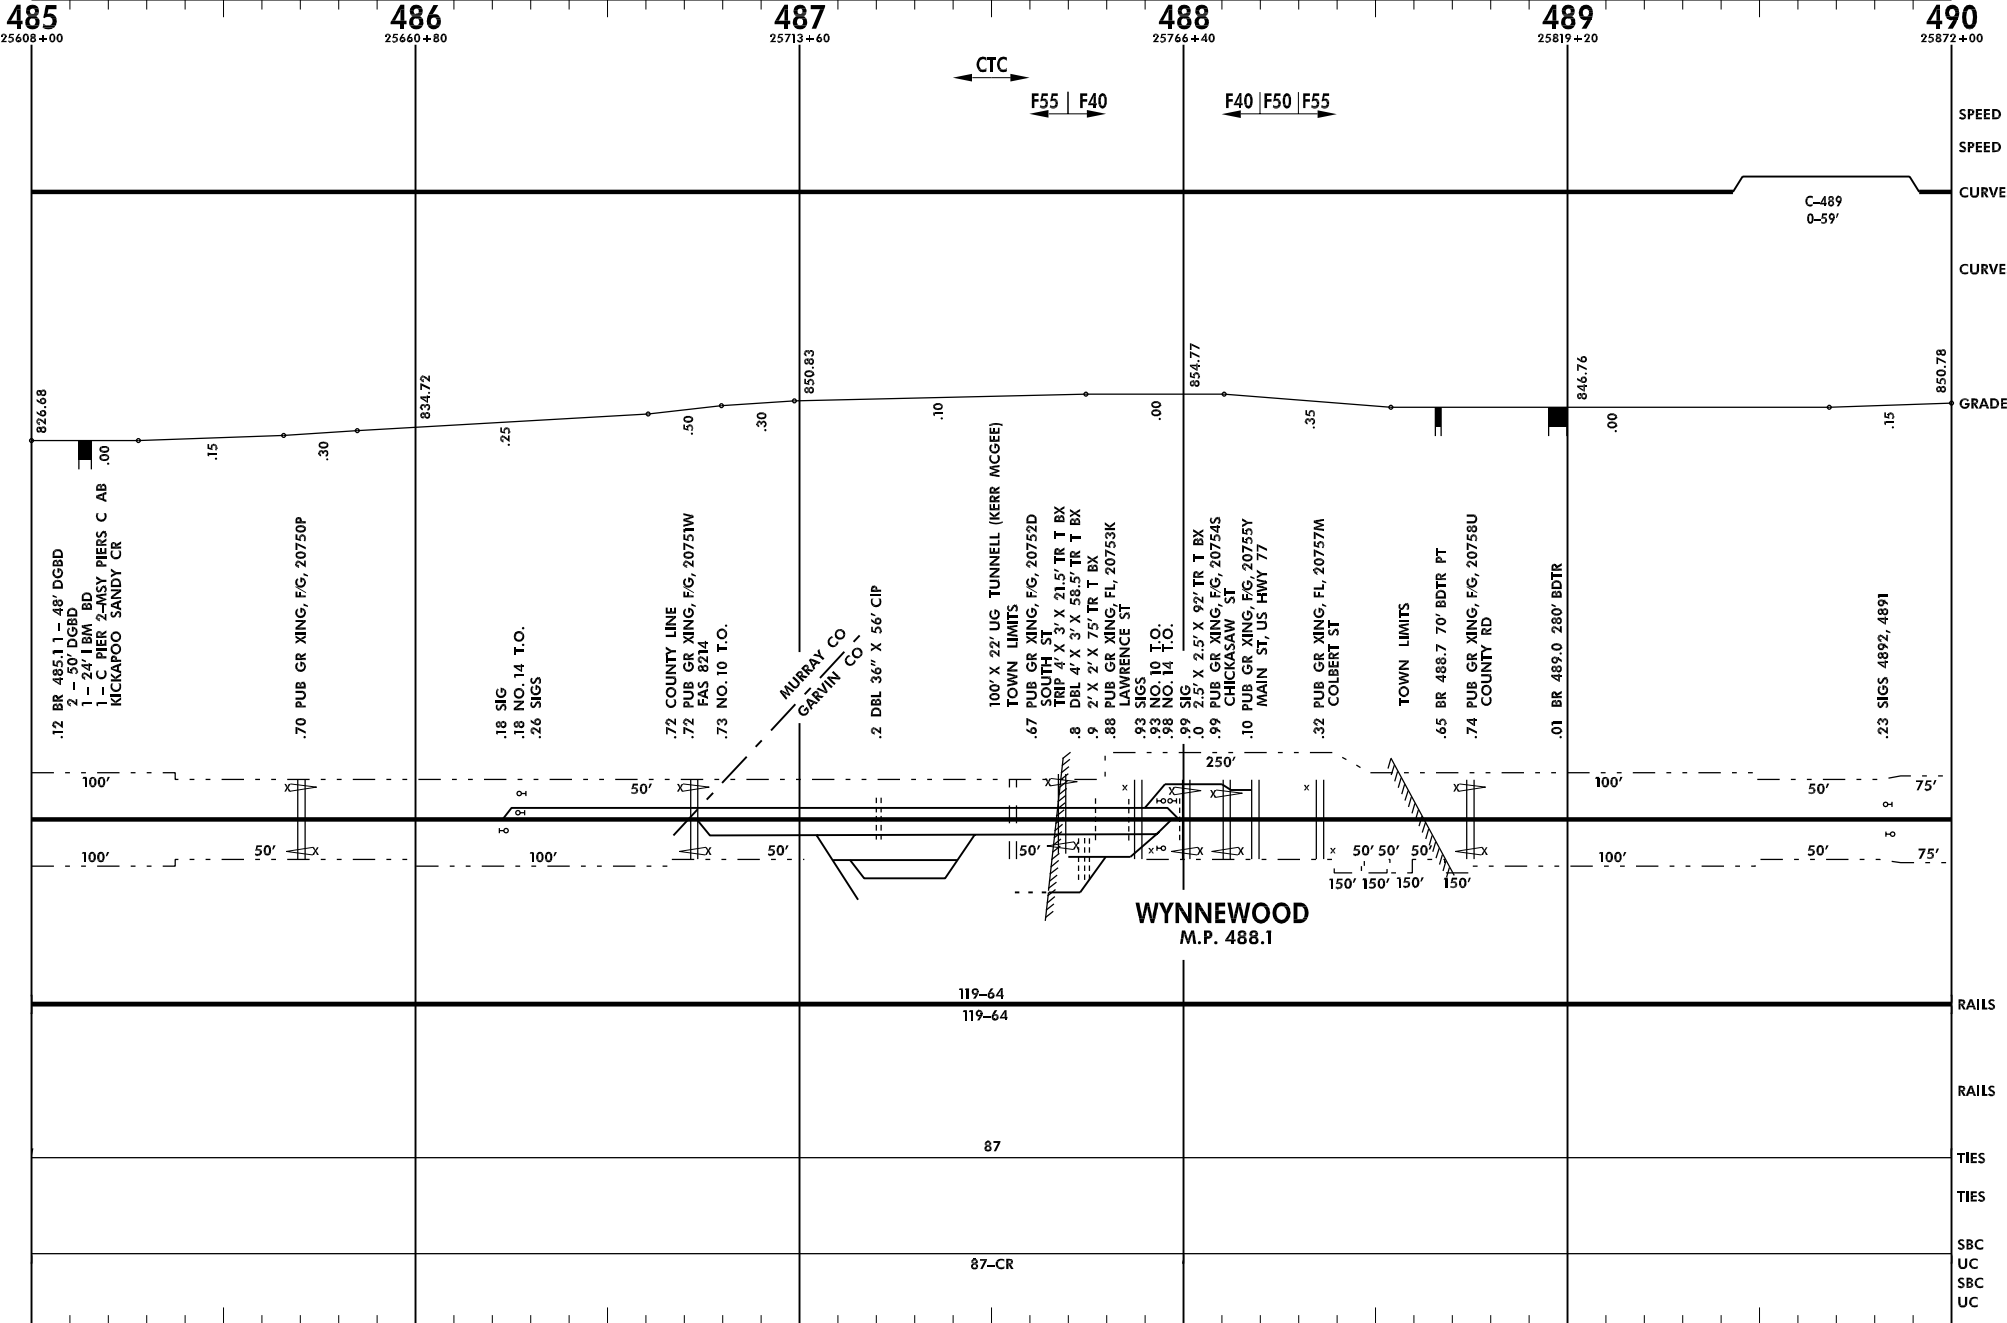 485 486 487 488 489 490
25608+00 25660+80 25713+60 25766+40 25819+20 25872+00
CTC
F55 F40 F40 F50 F55
SPEED
SPEED
CURVE
C–489
0–59′
CURVE
826.68 834.72 850.83 854.77 846.76 850.78
GRADE
.00 .15 .30 .25 .50 .30 .10 .00 .35 .00 .15
.12 BR 485.1 1 – 48′ DGBD
2 – 50′ DGBD
1 – 24′ I BM BD
1 – C PIER 2–MSY PIERS C AB
KICKAPOO SANDY CR
.70 PUB GR XING, F/G, 20750P
.18 SIG
.18 NO. 14 T.O.
.26 SIGS
.72 COUNTY LINE
.72 PUB GR XING, F/G, 20751W
FAS 8214
.73 NO. 10 T.O.
MURRAY CO
GARVIN CO
.2 DBL 36″ X 56′ CIP
100′ X 22′ UG TUNNELL (KERR MCGEE)
TOWN LIMITS
.67 PUB GR XING, F/G, 20752D
SOUTH ST
TRIP 4′ X 3′ X 21.5′ TR T BX
.8 DBL 4′ X 3′ X 58.5′ TR T BX
.9 2′ X 2′ X 75′ TR T BX
.88 PUB GR XING, FL, 20753K
LAWRENCE ST
.93 SIGS
.93 NO. 10 T.O.
.98 NO. 14 T.O.
.99 SIG
.0 2.5′ X 2.5′ X 92′ TR T BX
.99 PUB GR XING, F/G, 20754S
CHICKASAW ST
.10 PUB GR XING, F/G, 20755Y
MAIN ST, US HWY 77
.32 PUB GR XING, FL, 20757M
COLBERT ST
TOWN LIMITS
.65 BR 488.7 70′ BDTR PT
.74 PUB GR XING, F/G, 20758U
COUNTY RD
.01 BR 489.0 280′ BDTR
.23 SIGS 4892, 4891
100′ 50′ 250′ 100′ 50′ 75′
100′ 50′ 100′ 50′ 50′ 50′ 50′ 50′ 100′ 50′ 75′
150′ 150′ 150′ 150′
WYNNEWOOD
M.P. 488.1
119–64
RAILS
119–64
RAILS
87
TIES
TIES
SBC
87–CR
UC
SBC
UC